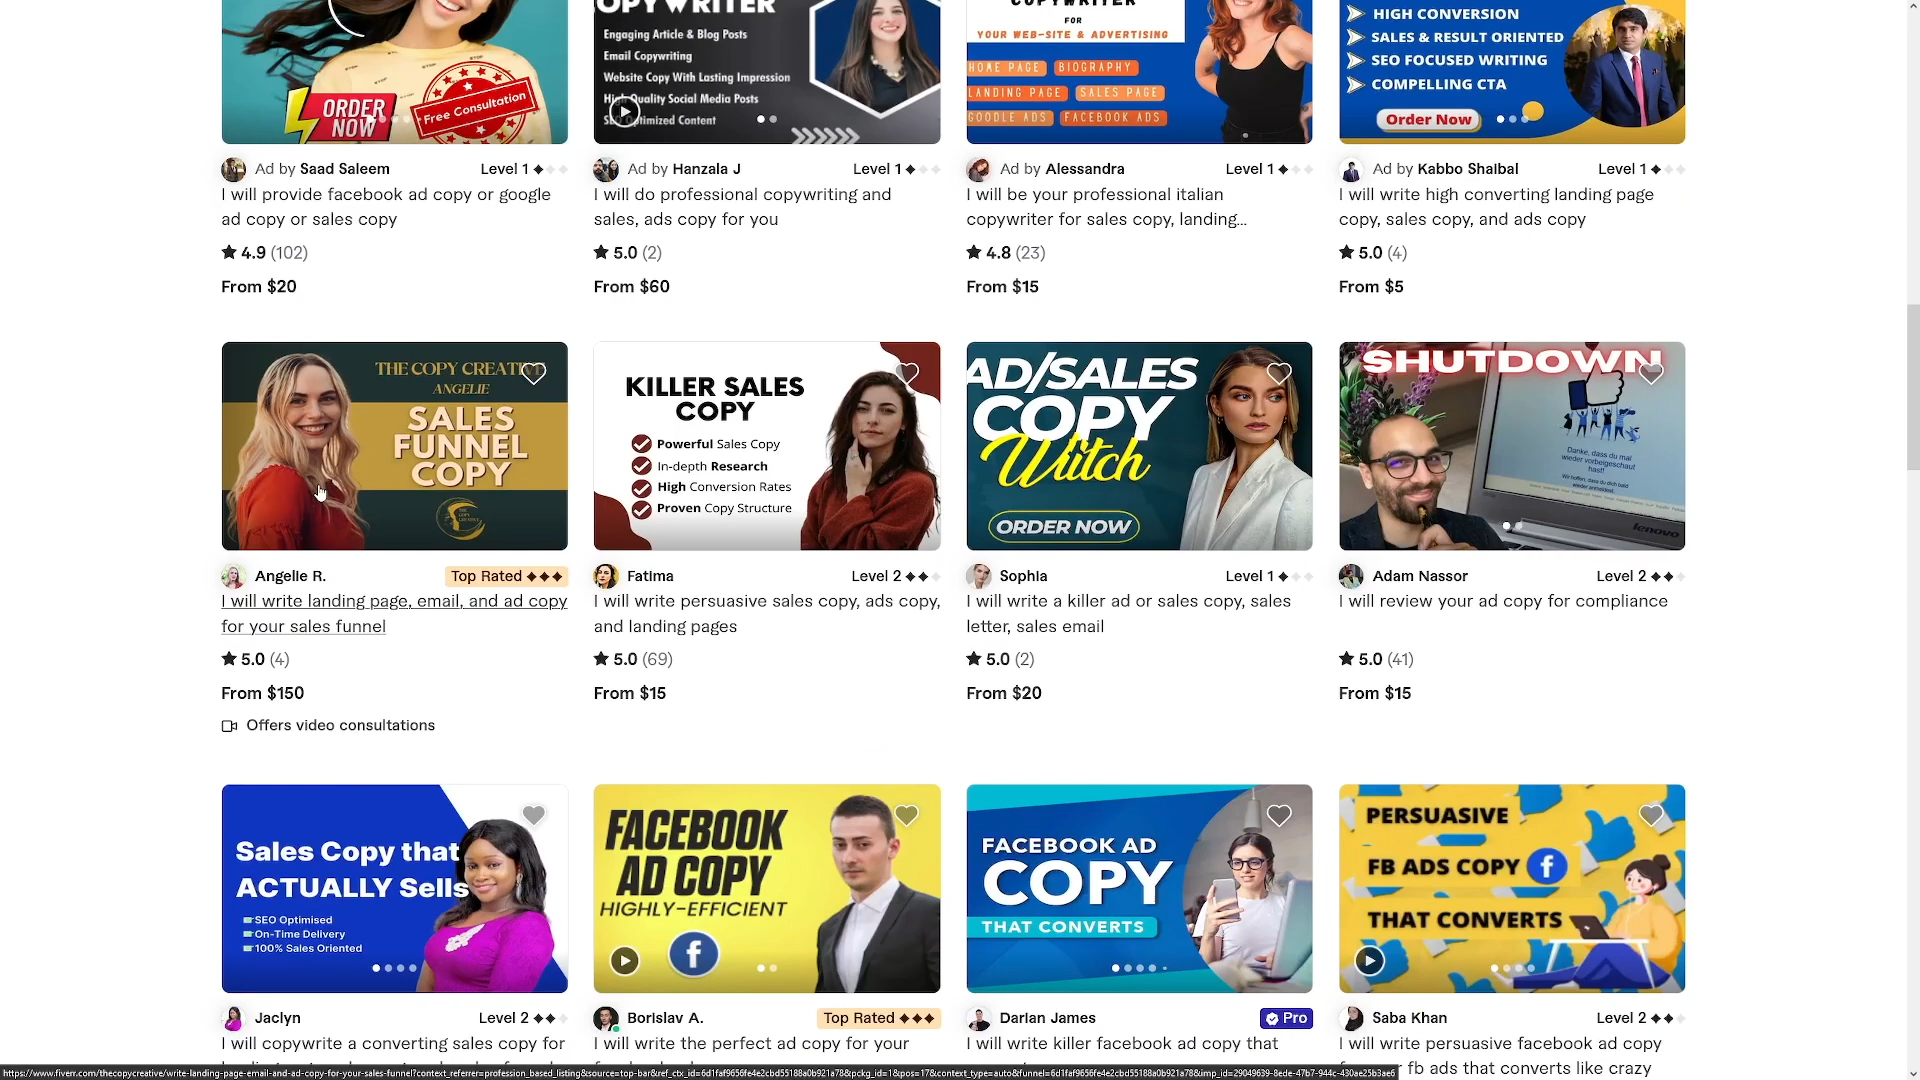 OPYWRITER
Engaging Article & Blog Posts
Email Copywriting
Website Copy With Lasting Impression
High Quality Social Media Posts
SEO Optimized Content
ORDER
NOW
Free Consultation
COPYWRITER
FOR
YOUR WEB-SITE & ADVERTISING
HOME PAGE BIOGRAPHY
LANDING PAGE SALES PAGE
GOOGLE ADS FACEBOOK ADS
HIGH CONVERSION
SALES & RESULT ORIENTED
SEO FOCUSED WRITING
COMPELLING CTA
Order Now
Ad by Saad Saleem Level 1
I will provide facebook ad copy or google
ad copy or sales copy
4.9 (102)
From $20
Ad by Hanzala J Level 1
I will do professional copywriting and
sales, ads copy for you
5.0 (2)
From $60
Ad by Alessandra Level 1
I will be your professional italian
copywriter for sales copy, landing...
4.8 (23)
From $15
Ad by Kabbo Shaibal Level 1
I will write high converting landing page
copy, sales copy, and ads copy
5.0 (4)
From $5
THE COPY CREATIVE
ANGELIE
SALES
FUNNEL
COPY
Angelie R. Top Rated
I will write landing page, email, and ad copy
for your sales funnel
5.0 (4)
From $150
Offers video consultations
KILLER SALES
COPY
Powerful Sales Copy
In-depth Research
High Conversion Rates
Proven Copy Structure
Fatima Level 2
I will write persuasive sales copy, ads copy,
and landing pages
5.0 (69)
From $15
AD/SALES
COPY
Witch
ORDER NOW
Sophia Level 1
I will write a killer ad or sales copy, sales
letter, sales email
5.0 (2)
From $20
SHUTDOWN
Danke, dass du mal
wieder vorbeigeschaut
hast!
lenovo
Adam Nassor Level 2
I will review your ad copy for compliance
5.0 (41)
From $15
Sales Copy that
ACTUALLY Sells
SEO Optimised
On-Time Delivery
100% Sales Oriented
Jaclyn Level 2
I will copywrite a converting sales copy for
FACEBOOK
AD COPY
HIGHLY-EFFICIENT
f
Borislav A. Top Rated
I will write the perfect ad copy for your
FACEBOOK AD
COPY
THAT CONVERTS
Darian James Pro
I will write killer facebook ad copy that
PERSUASIVE
FB ADS COPY f
THAT CONVERTS
Saba Khan Level 2
I will write persuasive facebook ad copy
fb ads that converts like crazy